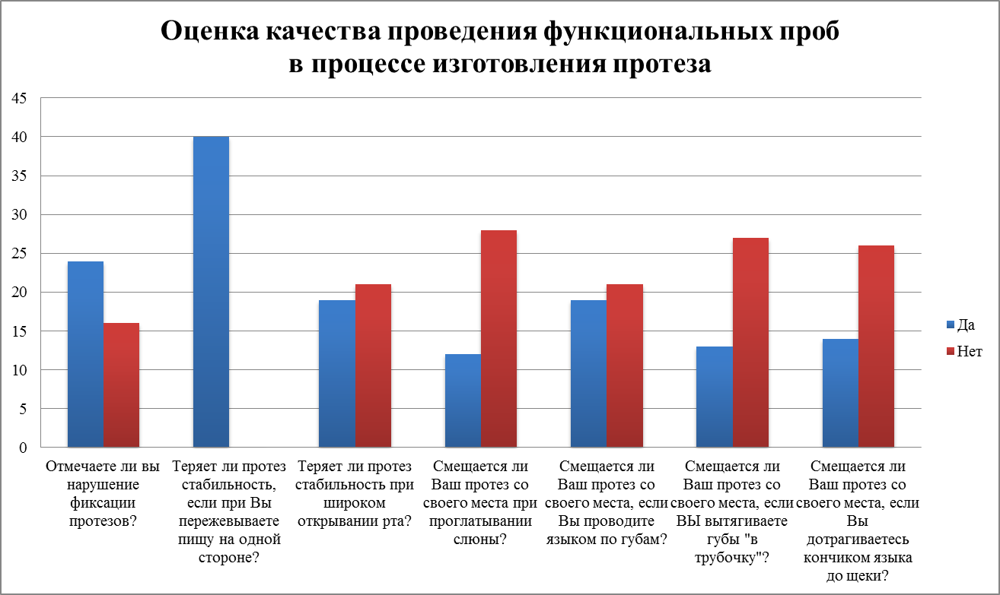 Оценка качества проведения функциональных проб
в процессе изготовления протеза
45
40
35
30
25
20
15
10
5
0
Отмечаете ли вы
нарушение
фиксации
протезов?
Теряет ли протез
стабильность,
если при Вы
пережевываете
пищу на одной
стороне?
Теряет ли протез
стабильность при
широком
открывании рта?
Смещается ли
Ваш протез со
своего места при
проглатывании
слюны?
Смещается ли
Ваш протез со
своего места, если
Вы проводите
языком по губам?
Смещается ли
Ваш протез со
своего места, если
ВЫ вытягиваете
губы "в
трубочку"?
Смещается ли
Ваш протез со
своего места, если
Вы
дотрагиваетесь
кончиком языка
до щеки?
Да
Нет